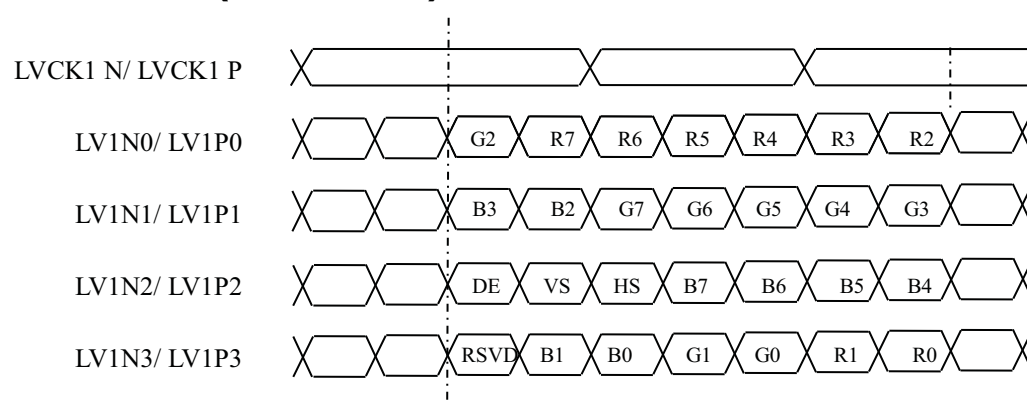 LVCK1 N/ LVCK1 P
LV1N0/ LV1P0 G2 R7 R6 R5 R4 R3 R2
LV1N1/ LV1P1 B3 B2 G7 G6 G5 G4 G3
LV1N2/ LV1P2 DE VS HS B7 B6 B5 B4
LV1N3/ LV1P3 RSVD B1 B0 G1 G0 R1 R0